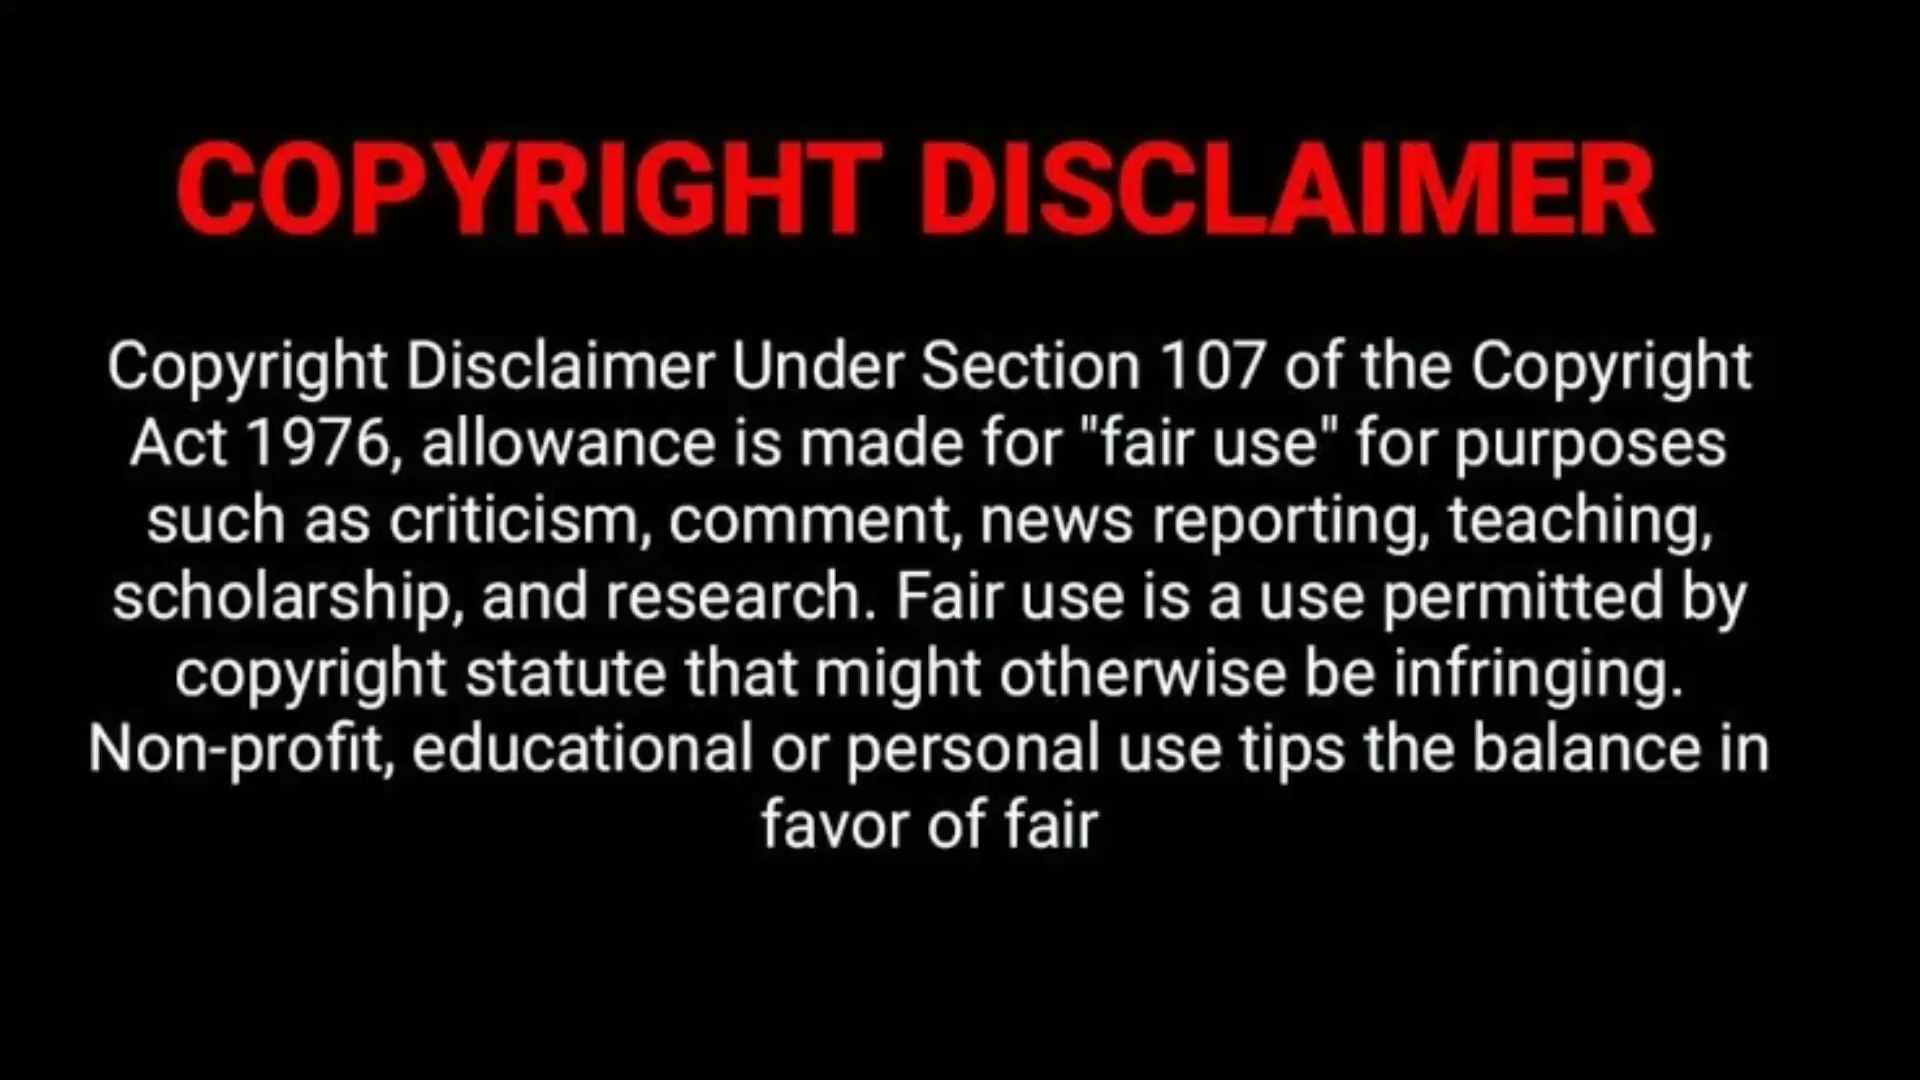 COPYRIGHT DISCLAIMER
Copyright Disclaimer Under Section 107 of the Copyright
Act 1976, allowance is made for "fair use" for purposes
such as criticism, comment, news reporting, teaching,
scholarship, and research. Fair use is a use permitted by
copyright statute that might otherwise be infringing.
Non-profit, educational or personal use tips the balance in
favor of fair